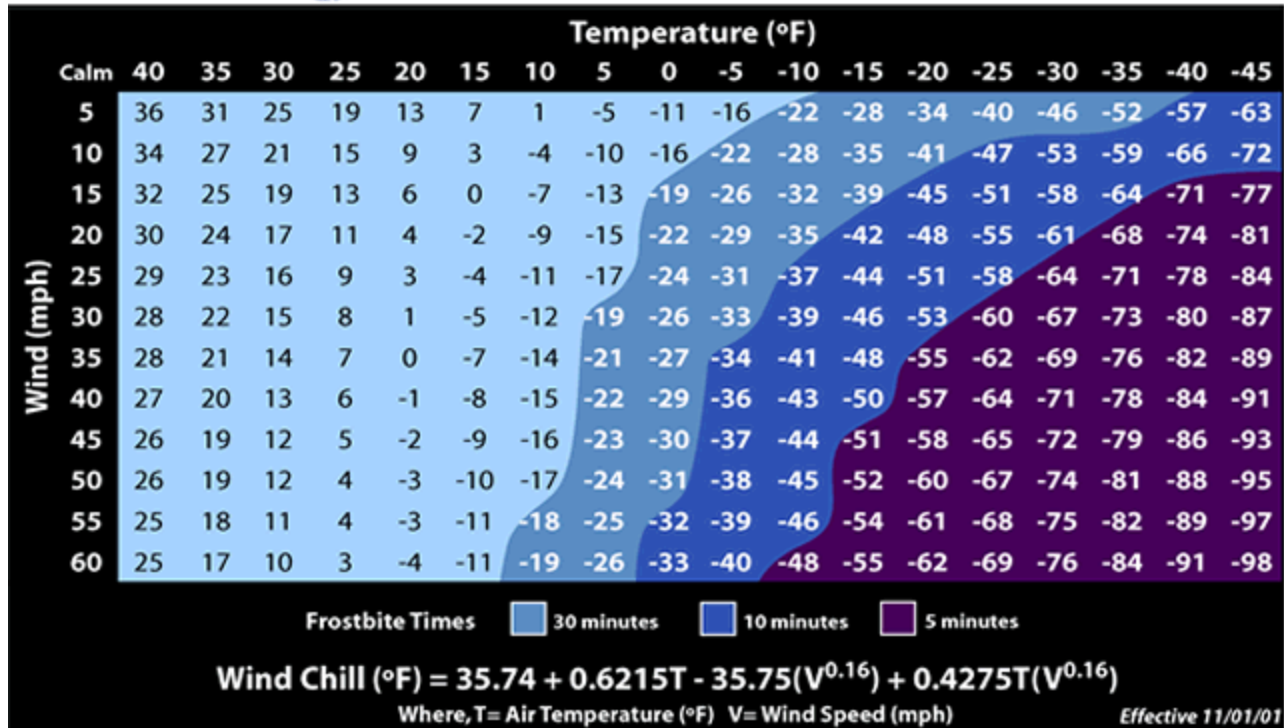 Temperature (ºF)
Calm 40 35 30 25 20 15 10 5 0 -5 -10 -15 -20 -25 -30 -35 -40 -45
5 36 31 25 19 13 7 1 -5 -11 -16 -22 -28 -34 -40 -46 -52 -57 -63
10 34 27 21 15 9 3 -4 -10 -16 -22 -28 -35 -41 -47 -53 -59 -66 -72
15 32 25 19 13 6 0 -7 -13 -19 -26 -32 -39 -45 -51 -58 -64 -71 -77
20 30 24 17 11 4 -2 -9 -15 -22 -29 -35 -42 -48 -55 -61 -68 -74 -81
25 29 23 16 9 3 -4 -11 -17 -24 -31 -37 -44 -51 -58 -64 -71 -78 -84
30 28 22 15 8 1 -5 -12 -19 -26 -33 -39 -46 -53 -60 -67 -73 -80 -87
35 28 21 14 7 0 -7 -14 -21 -27 -34 -41 -48 -55 -62 -69 -76 -82 -89
40 27 20 13 6 -1 -8 -15 -22 -29 -36 -43 -50 -57 -64 -71 -78 -84 -91
45 26 19 12 5 -2 -9 -16 -23 -30 -37 -44 -51 -58 -65 -72 -79 -86 -93
50 26 19 12 4 -3 -10 -17 -24 -31 -38 -45 -52 -60 -67 -74 -81 -88 -95
55 25 18 11 4 -3 -11 -18 -25 -32 -39 -46 -54 -61 -68 -75 -82 -89 -97
60 25 17 10 3 -4 -11 -19 -26 -33 -40 -48 -55 -62 -69 -76 -84 -91 -98
Wind (mph)
Frostbite Times 30 minutes 10 minutes 5 minutes
Wind Chill (ºF) = 35.74 + 0.6215T - 35.75(V^0.16) + 0.4275T(V^0.16)
Where, T= Air Temperature (ºF) V= Wind Speed (mph) Effective 11/01/01